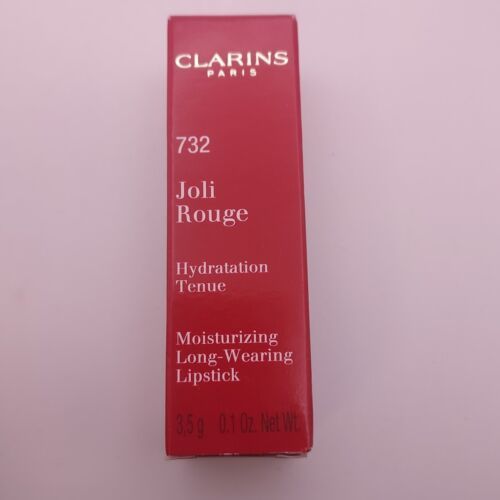 CLARINS
PARIS
732
Joli
Rouge
Hydratation
Tenue
Moisturizing
Long-Wearing
Lipstick
3,5 g 0.1 Oz. Net Wt.